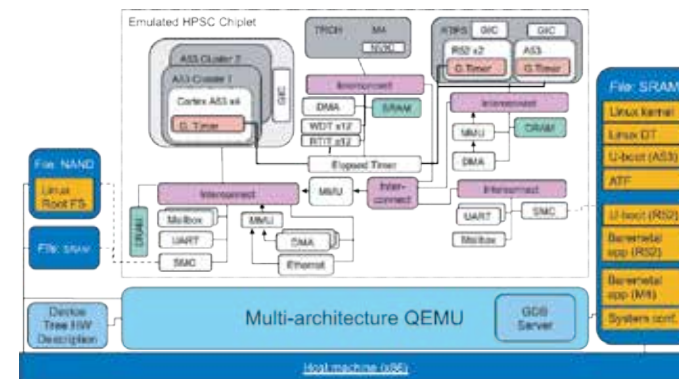 Emulated HPSC Chiplet
A53 Cluster 2
A53 Cluster 1
Cortex A53 x4
G. Timer
GIC
TRCH
M4
NVIC
Interconnect
DMA
SRAM
WDT x12
RTIT x12
Elapsed Timer
RTPS
GIC
GIC
R52 x2
A53
G.Timer
G.Timer
Interconnect
MMU
DRAM
DMA
Interconnect
MMU
Inter-
connect
Interconnect
DRAM
Mailbox
UART
SMC
MMU
DMA
Ethernet
UART
SMC
Mailbox
File: NAND
Linux
Root FS
File: SRAM
Device
Tree HW
Description
Multi-architecture QEMU
GDB
Server
File: SRAM
Linux kernel
Linux DT
U-boot (A53)
ATF
U-boot (R52)
Baremetal
app (R52)
Baremetal
app (M4)
System conf.
Host machine (x86)